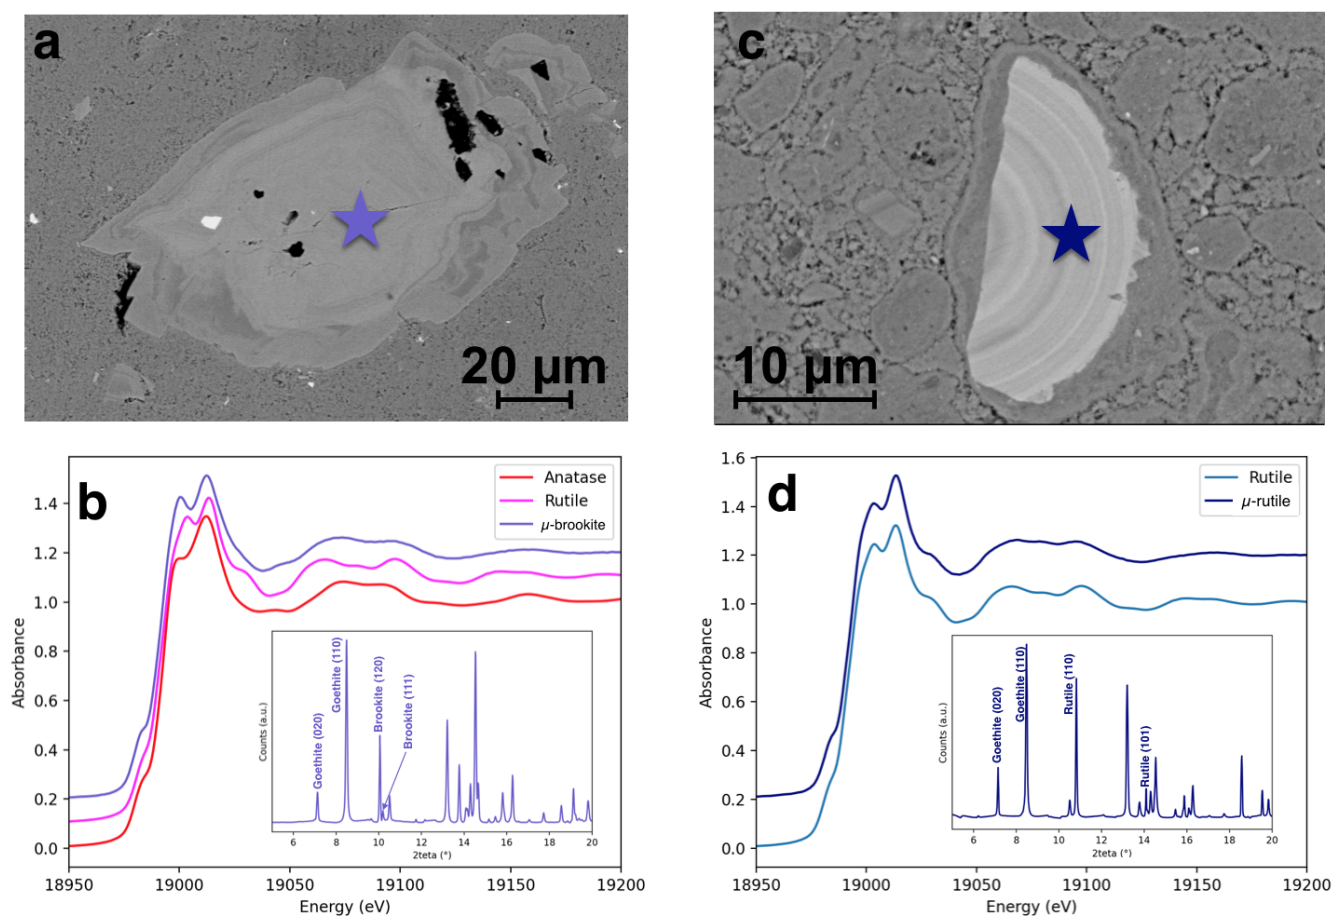 a
20 µm
c
10 µm
b
Anatase
Rutile
μ-brookite
Absorbance
1.4
1.2
1.0
0.8
0.6
0.4
0.2
0.0
18950
19000
19050
19100
19150
19200
Energy (eV)
Counts (a.u.)
Goethite (020)
Goethite (110)
Brookite (120)
Brookite (111)
6
8
10
12
14
16
18
20
2teta (°)
d
Rutile
μ-rutile
Absorbance
1.6
1.4
1.2
1.0
0.8
0.6
0.4
0.2
0.0
18950
19000
19050
19100
19150
19200
Energy (eV)
Counts (a.u.)
Goethite (020)
Goethite (110)
Rutile (110)
Rutile (101)
6
8
10
12
14
16
18
20
2teta (°)